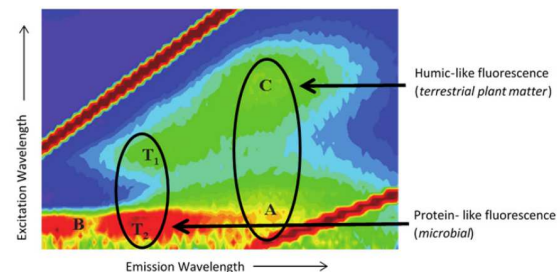 Excitation Wavelength
C
T1
A
B
T2
Humic-like fluorescence
(terrestrial plant matter)
Protein- like fluorescence
(microbial)
Emission Wavelength